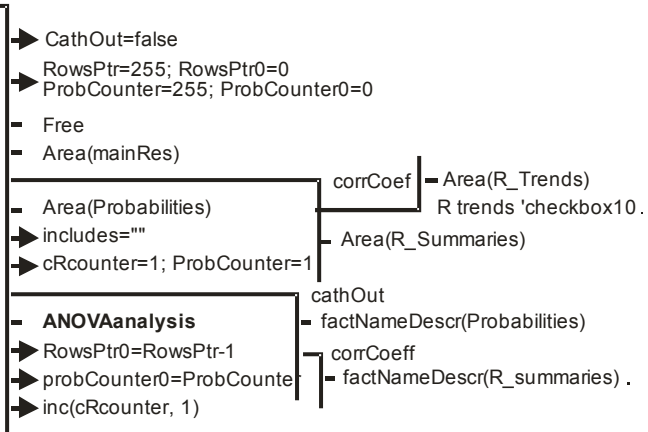 CathOut=false
RowsPtr=255; RowsPtr0=0
ProbCounter=255; ProbCounter0=0
Free
Area(mainRes)
corrCoef
Area(R_Trends)
R trends 'checkbox10 .
Area(Probabilities)
includes=""
Area(R_Summaries)
cRcounter=1; ProbCounter=1
cathOut
ANOVAanalysis
factNameDescr(Probabilities)
RowsPtr0=RowsPtr-1
corrCoeff
probCounter0=ProbCounter
factNameDescr(R_summaries) .
inc(cRcounter, 1)